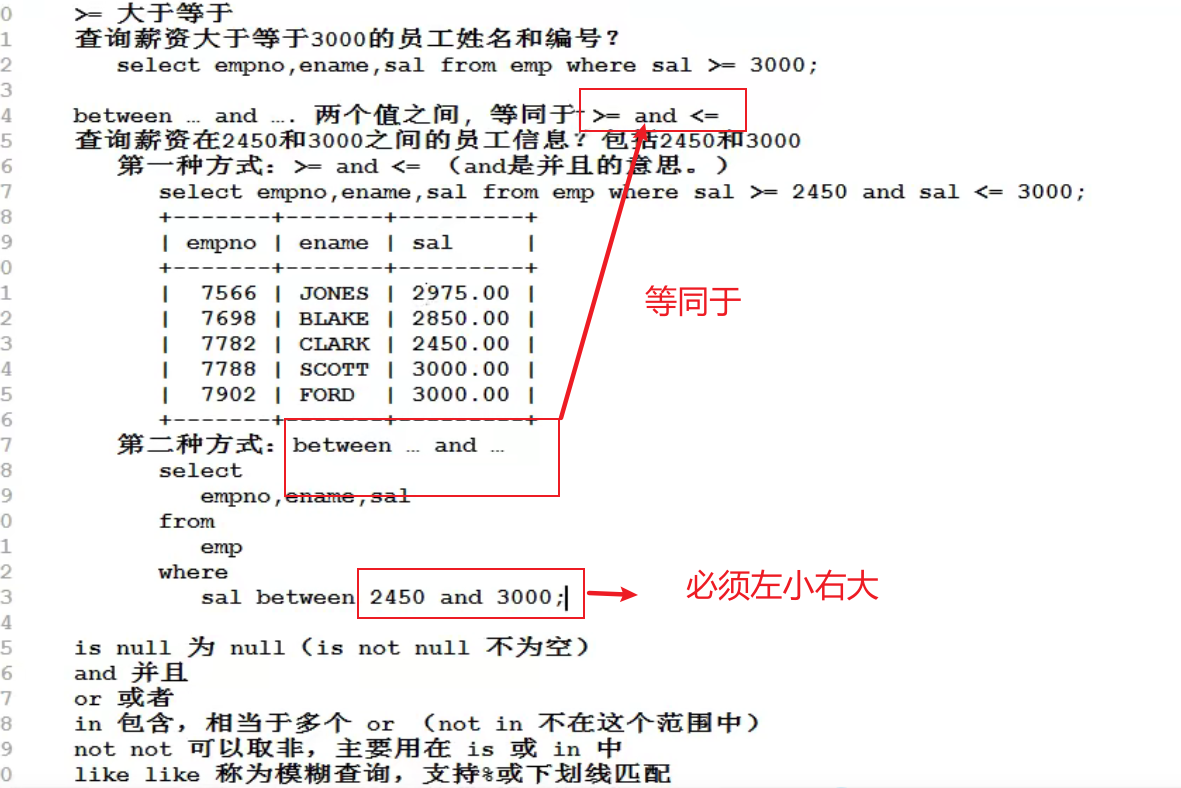 0 >= 大于等于
1 查询薪资大于等于3000的员工姓名和编号？
2 select empno,ename,sal from emp where sal >= 3000;
3
4 between … and …. 两个值之间，等同于 >= and <=
5 查询薪资在2450和3000之间的员工信息？包括2450和3000
6 第一种方式：>= and <= （and是并且的意思。）
7 select empno,ename,sal from emp where sal >= 2450 and sal <= 3000;
8 +-------+-------+---------+
9 | empno | ename | sal |
0 +-------+-------+---------+
1 | 7566 | JONES | 2975.00 |
等同于
2 | 7698 | BLAKE | 2850.00 |
3 | 7782 | CLARK | 2450.00 |
4 | 7788 | SCOTT | 3000.00 |
5 | 7902 | FORD | 3000.00 |
6 +-------+-------+---------+
7 第二种方式：between … and …
8 select
9 empno,ename,sal
0 from
1 emp
2 where
3 sal between 2450 and 3000;
必须左小右大
4
5 is null 为 null（is not null 不为空）
6 and 并且
7 or 或者
8 in 包含，相当于多个 or （not in 不在这个范围中）
9 not not 可以取非，主要用在 is 或 in 中
0 like like 称为模糊查询，支持%或下划线匹配